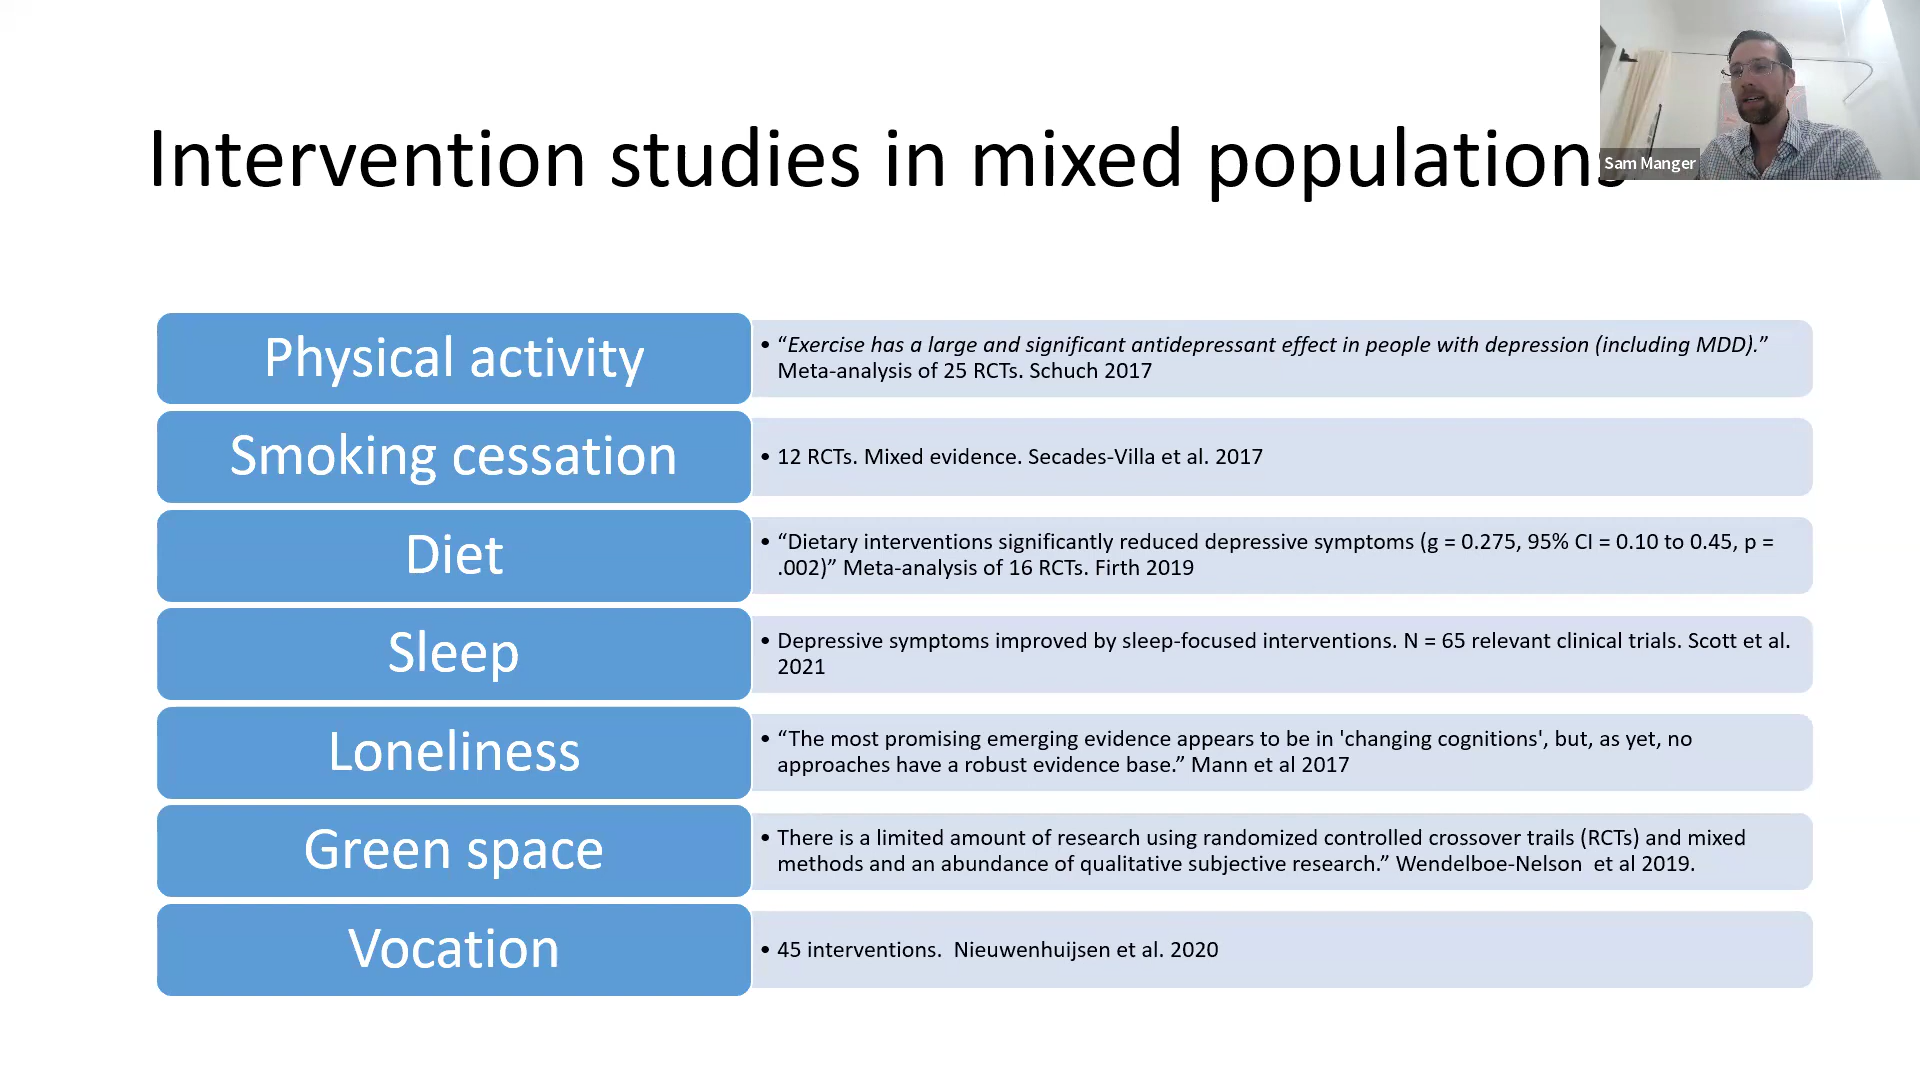 Intervention studies in mixed populations
Sam Manger
Physical activity
• “Exercise has a large and significant antidepressant effect in people with depression (including MDD).”
Meta-analysis of 25 RCTs. Schuch 2017
Smoking cessation
• 12 RCTs. Mixed evidence. Secades-Villa et al. 2017
Diet
• “Dietary interventions significantly reduced depressive symptoms (g = 0.275, 95% CI = 0.10 to 0.45, p =
.002)” Meta-analysis of 16 RCTs. Firth 2019
Sleep
• Depressive symptoms improved by sleep-focused interventions. N = 65 relevant clinical trials. Scott et al.
2021
Loneliness
• “The most promising emerging evidence appears to be in 'changing cognitions', but, as yet, no
approaches have a robust evidence base.” Mann et al 2017
Green space
• There is a limited amount of research using randomized controlled crossover trails (RCTs) and mixed
methods and an abundance of qualitative subjective research.” Wendelboe-Nelson  et al 2019.
Vocation
• 45 interventions.  Nieuwenhuijsen et al. 2020